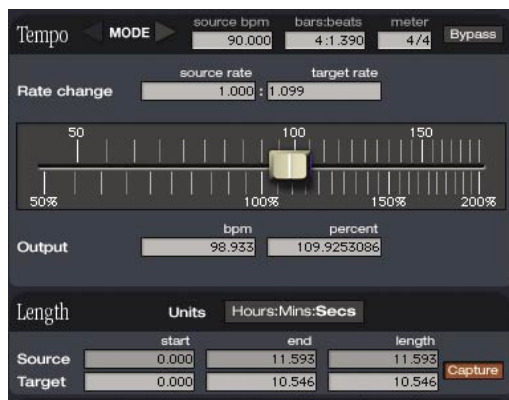 source bpm bars:beats meter
Tempo MODE 90.000 4:1.390 4/4 Bypass
source rate target rate
Rate change 1.000 : 1.099
50 100 150
50% 100% 150% 200%
bpm percent
Output 98.933 109.9253086
Length Units Hours:Mins:Secs
start end length
Source 0.000 11.593 11.593
Capture
Target 0.000 10.546 10.546